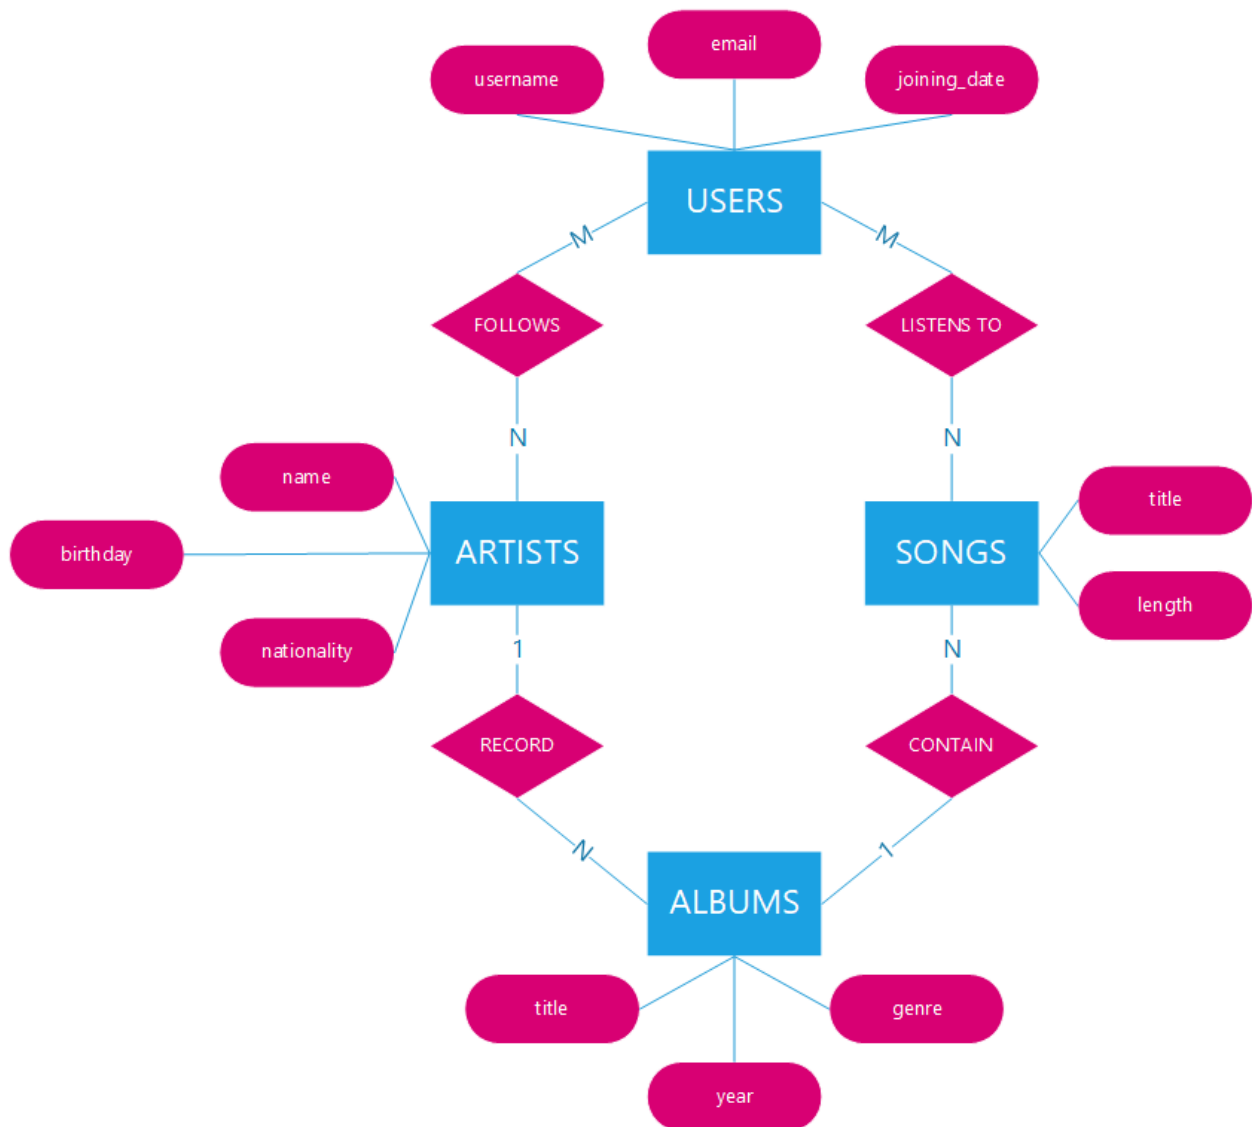 email
username
joining_date
USERS
M
M
FOLLOWS
LISTENS TO
N
N
name
title
birthday
ARTISTS
SONGS
length
nationality
1
N
RECORD
CONTAIN
N
1
ALBUMS
title
genre
year